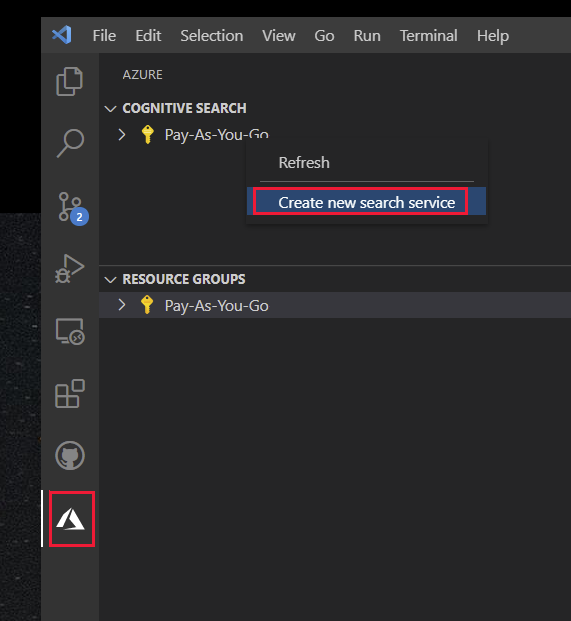 File Edit Selection View Go Run Terminal Help
AZURE
COGNITIVE SEARCH
Pay-As-You-Go
Refresh
Create new search service
2
RESOURCE GROUPS
Pay-As-You-Go